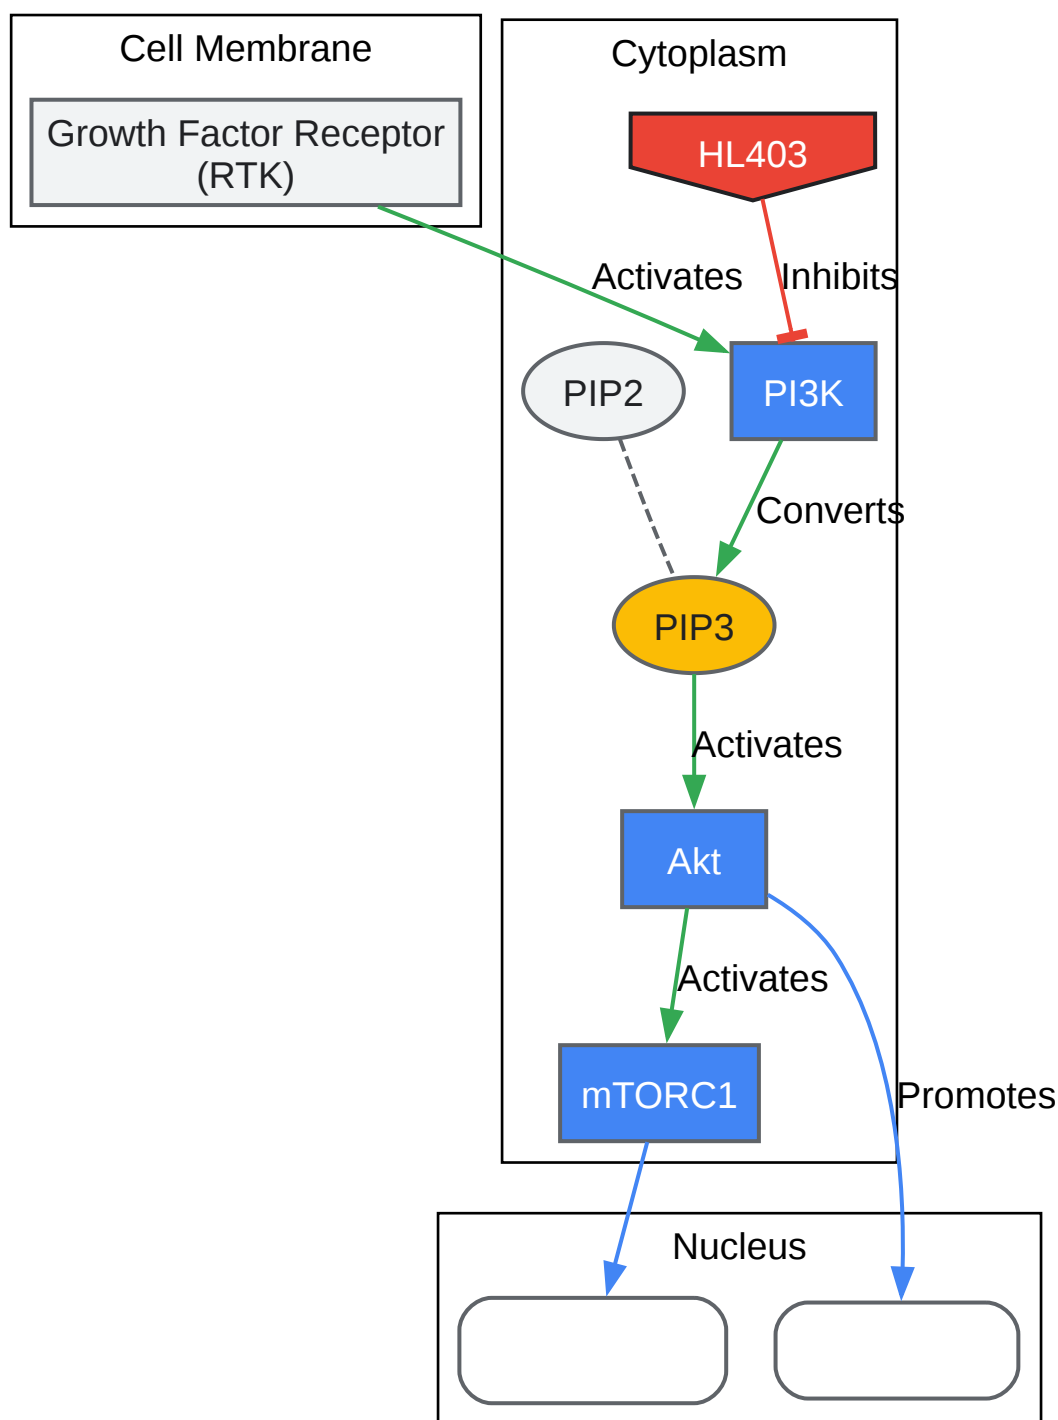 Cell Membrane
Growth Factor Receptor
(RTK)
Cytoplasm
HL403
Activates
Inhibits
PIP2
PI3K
Converts
PIP3
Activates
Akt
Activates
mTORC1
Promotes
Nucleus